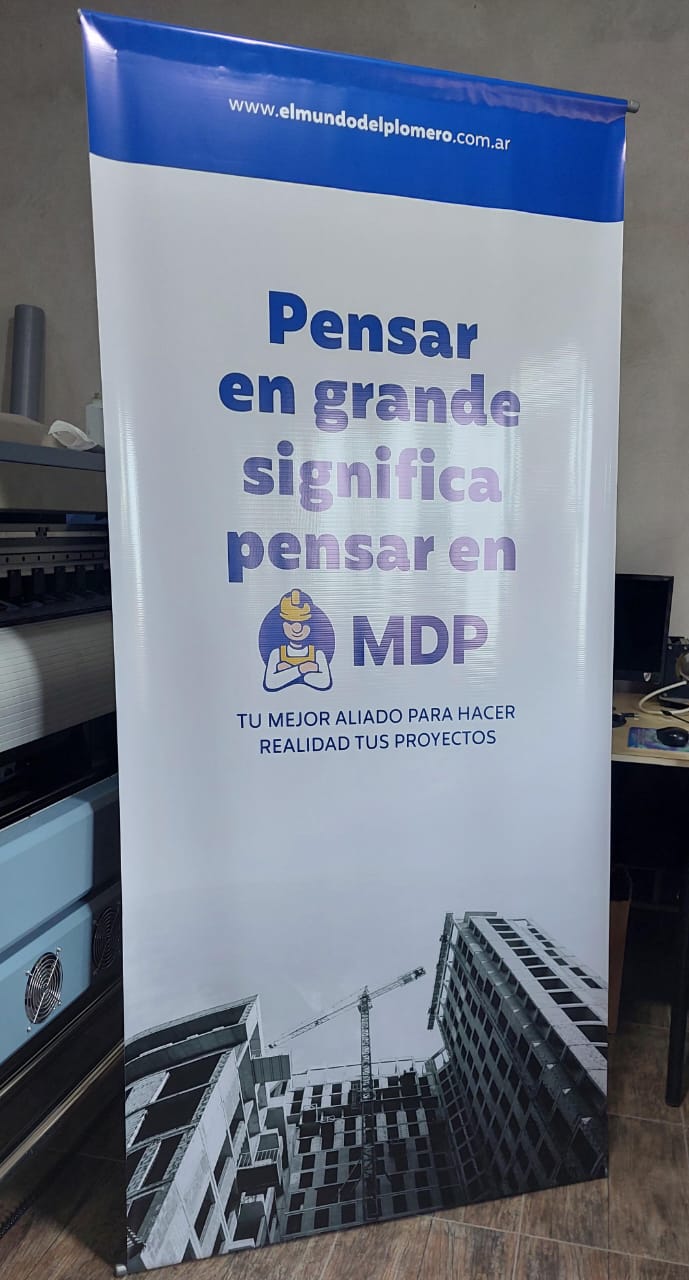 www.elmundodelplomero.com.ar
Pensar
en grande
significa
pensar en
MDP
TU MEJOR ALIADO PARA HACER
REALIDAD TUS PROYECTOS